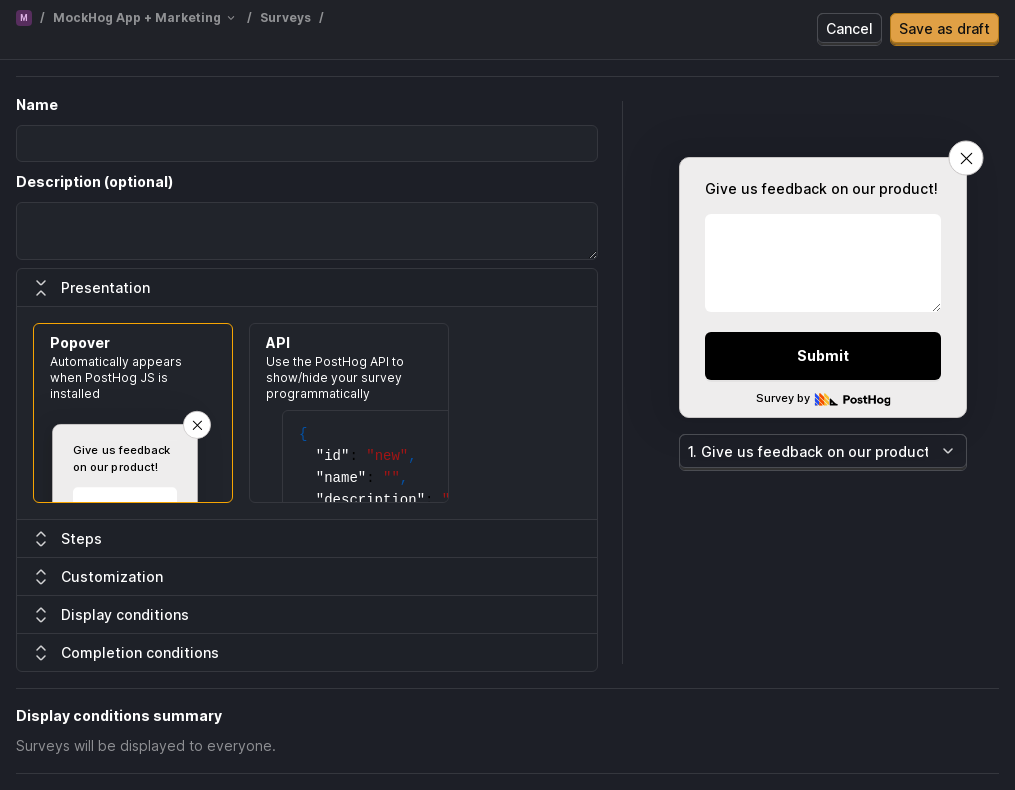 M / MockHog App + Marketing / Surveys /
Cancel
Save as draft
Name
Description (optional)
Presentation
Popover
Automatically appears
when PostHog JS is
installed
Give us feedback
on our product!
API
Use the PostHog API to
show/hide your survey
programmatically
{
"id": "new",
"name": "",
"description": "
Steps
Customization
Display conditions
Completion conditions
Give us feedback on our product!
Submit
Survey by PostHog
1. Give us feedback on our product
Display conditions summary
Surveys will be displayed to everyone.